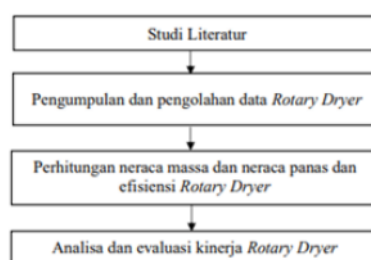 Studi Literatur
Pengumpulan dan pengolahan data Rotary Dryer
Perhitungan neraca massa dan neraca panas dan
efisiensi Rotary Dryer
Analisa dan evaluasi kinerja Rotary Dryer